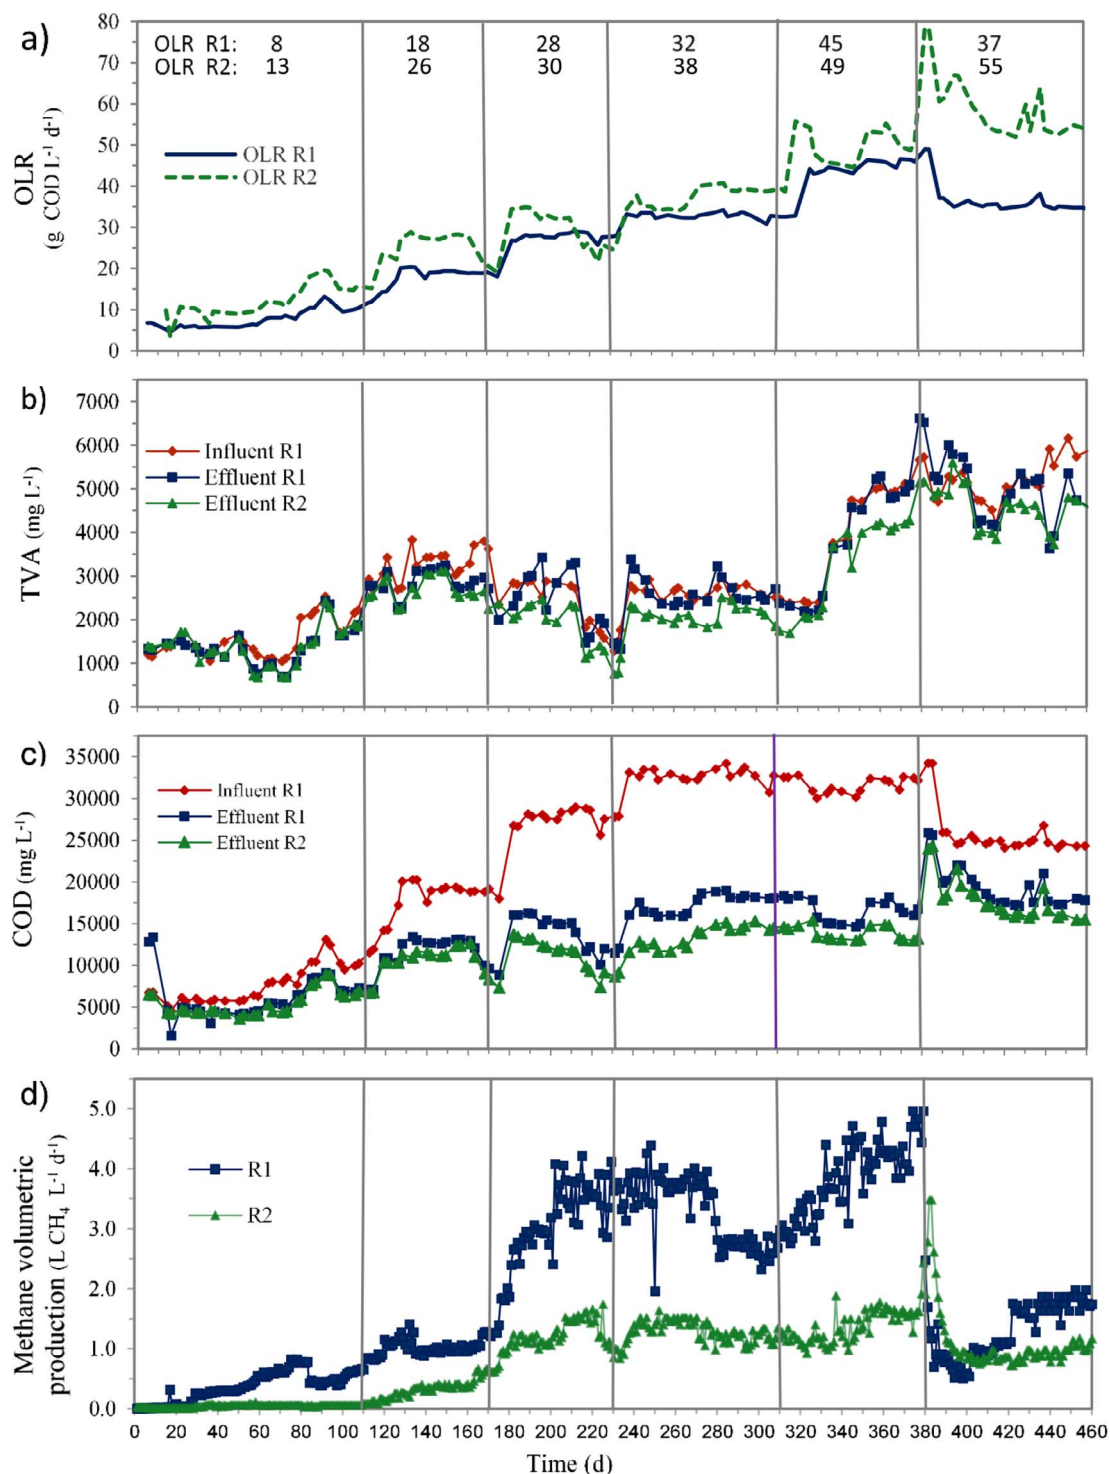 a)
OLR R1: 8 18 28 32 45 37
OLR R2: 13 26 30 38 49 55
80
70
60
50
40
30
20
10
0
OLR
(g COD L-1 d-1)
OLR R1
OLR R2
b)
7000
6000
5000
4000
3000
2000
1000
0
TVA (mg L-1)
Influent R1
Effluent R1
Effluent R2
c)
35000
30000
25000
20000
15000
10000
5000
0
COD (mg L-1)
Influent R1
Effluent R1
Effluent R2
d)
5.0
4.0
3.0
2.0
1.0
0.0
Methane volumetric
production (L CH4 L-1 d-1)
R1
R2
0 20 40 60 80 100 120 140 160 180 200 220 240 260 280 300 320 340 360 380 400 420 440 460
Time (d)